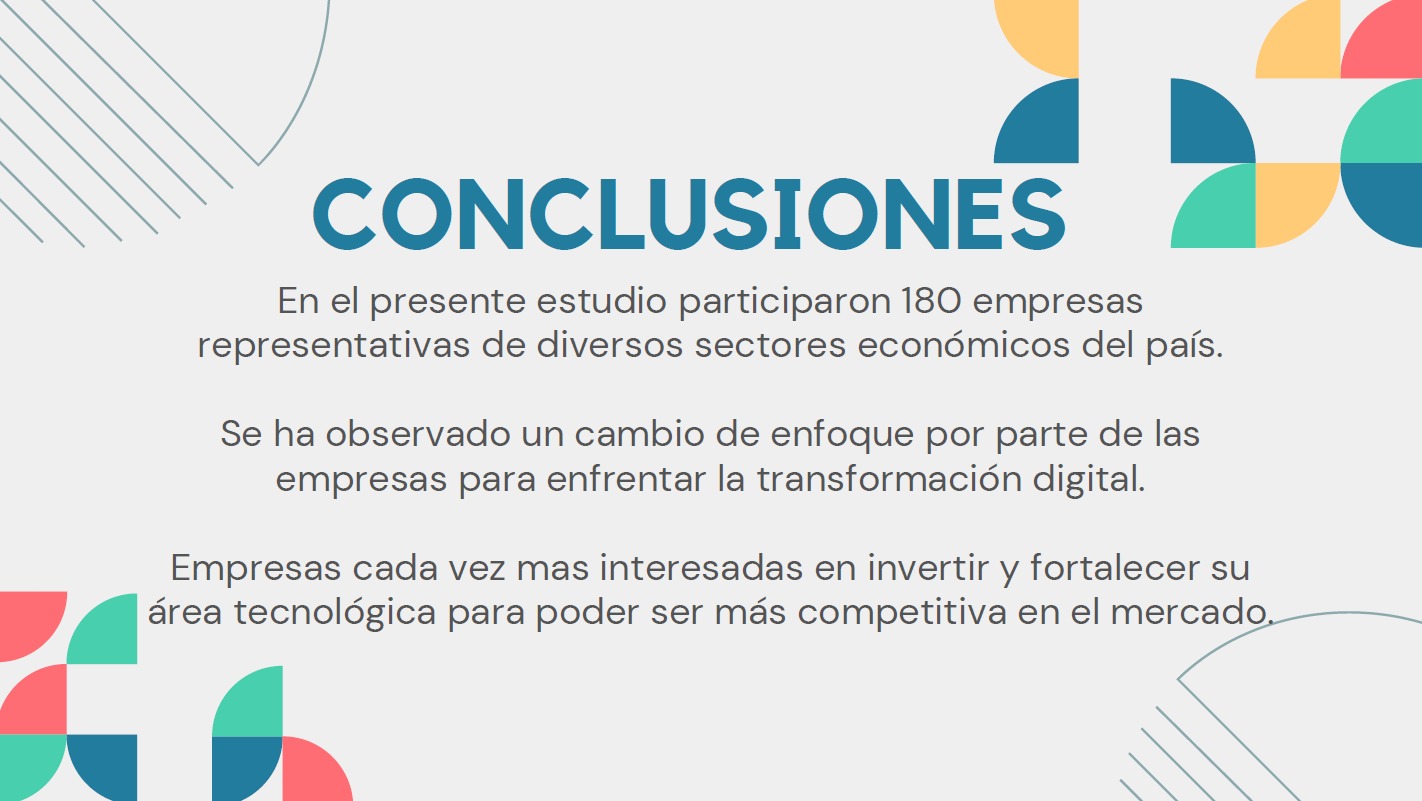 CONCLUSIONES
En el presente estudio participaron 180 empresas
representativas de diversos sectores económicos del país.
Se ha observado un cambio de enfoque por parte de las
empresas para enfrentar la transformación digital.
Empresas cada vez mas interesadas en invertir y fortalecer su
área tecnológica para poder ser más competitiva en el mercado.